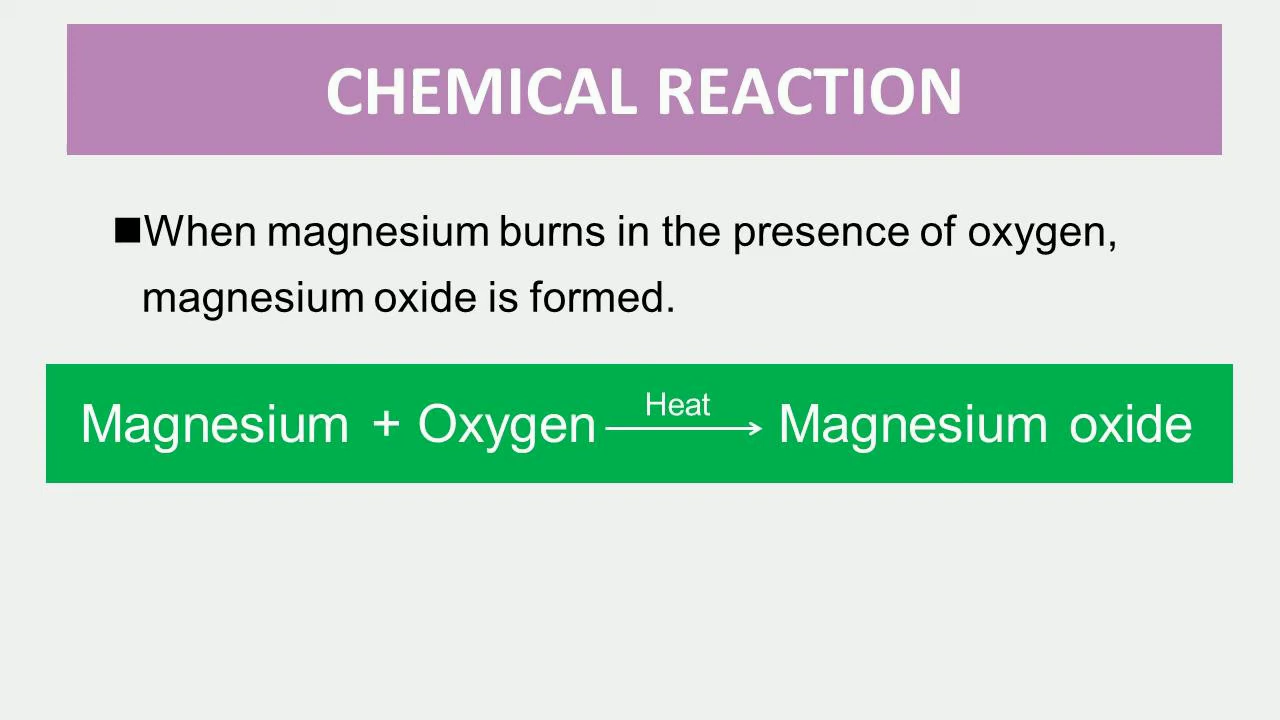 CHEMICAL REACTION
■When magnesium burns in the presence of oxygen,
magnesium oxide is formed.
Heat
Magnesium + Oxygen ⟶ Magnesium oxide